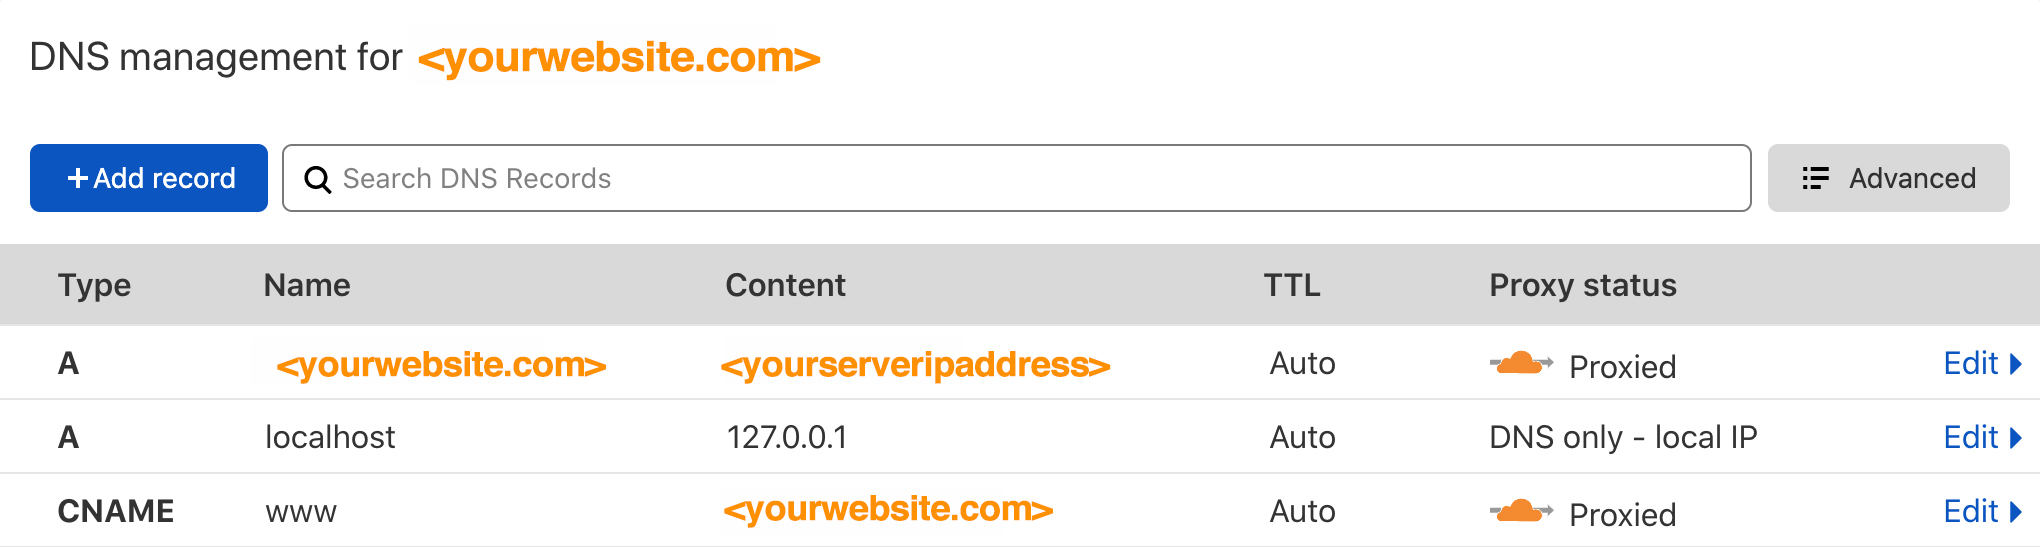 DNS management for <yourwebsite.com>
+ Add record Search DNS Records Advanced
Type Name Content TTL Proxy status
A <yourwebsite.com> <yourserveripaddress> Auto Proxied Edit
A localhost 127.0.0.1 Auto DNS only - local IP Edit
CNAME www <yourwebsite.com> Auto Proxied Edit